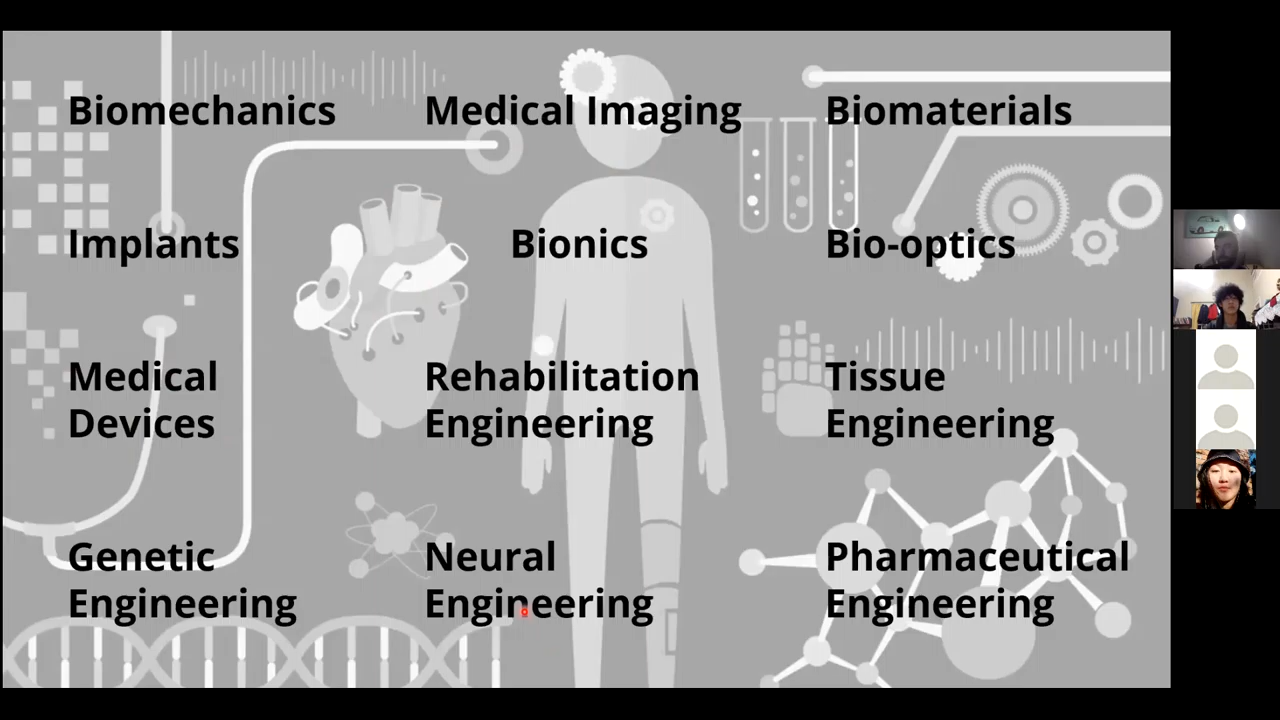 Biomechanics
Medical Imaging
Biomaterials
Implants
Bionics
Bio-optics
Medical
Devices
Rehabilitation
Engineering
Tissue
Engineering
Genetic
Engineering
Neural
Engineering
Pharmaceutical
Engineering